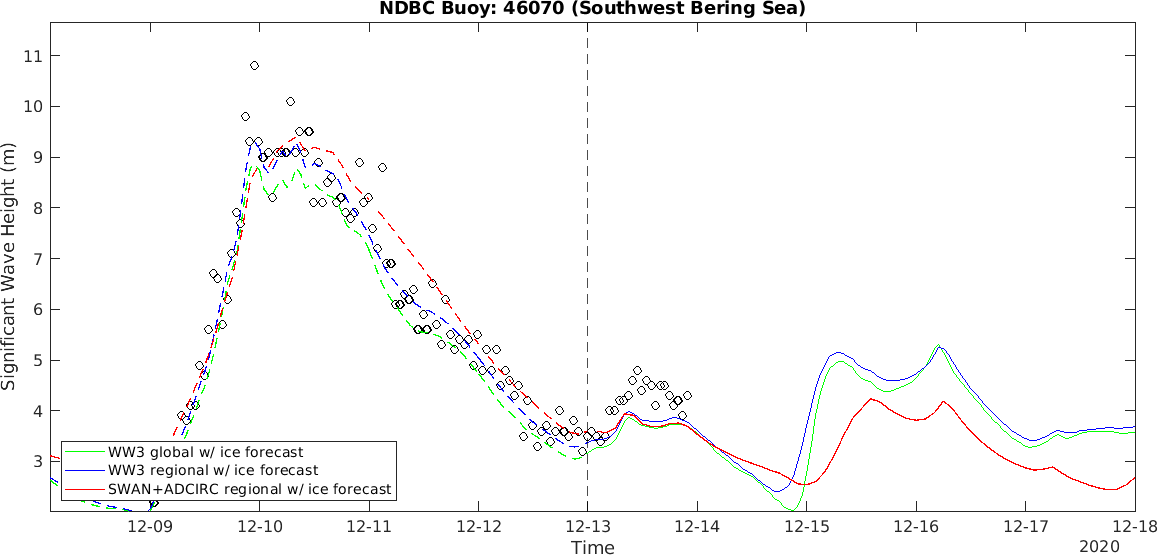 NDBC Buoy: 46070 (Southwest Bering Sea)
11
10
9
8
7
6
5
4
3
Significant Wave Height (m)
WW3 global w/ ice forecast
WW3 regional w/ ice forecast
SWAN+ADCIRC regional w/ ice forecast
12-09 12-10 12-11 12-12 12-13 12-14 12-15 12-16 12-17 12-18
Time
2020